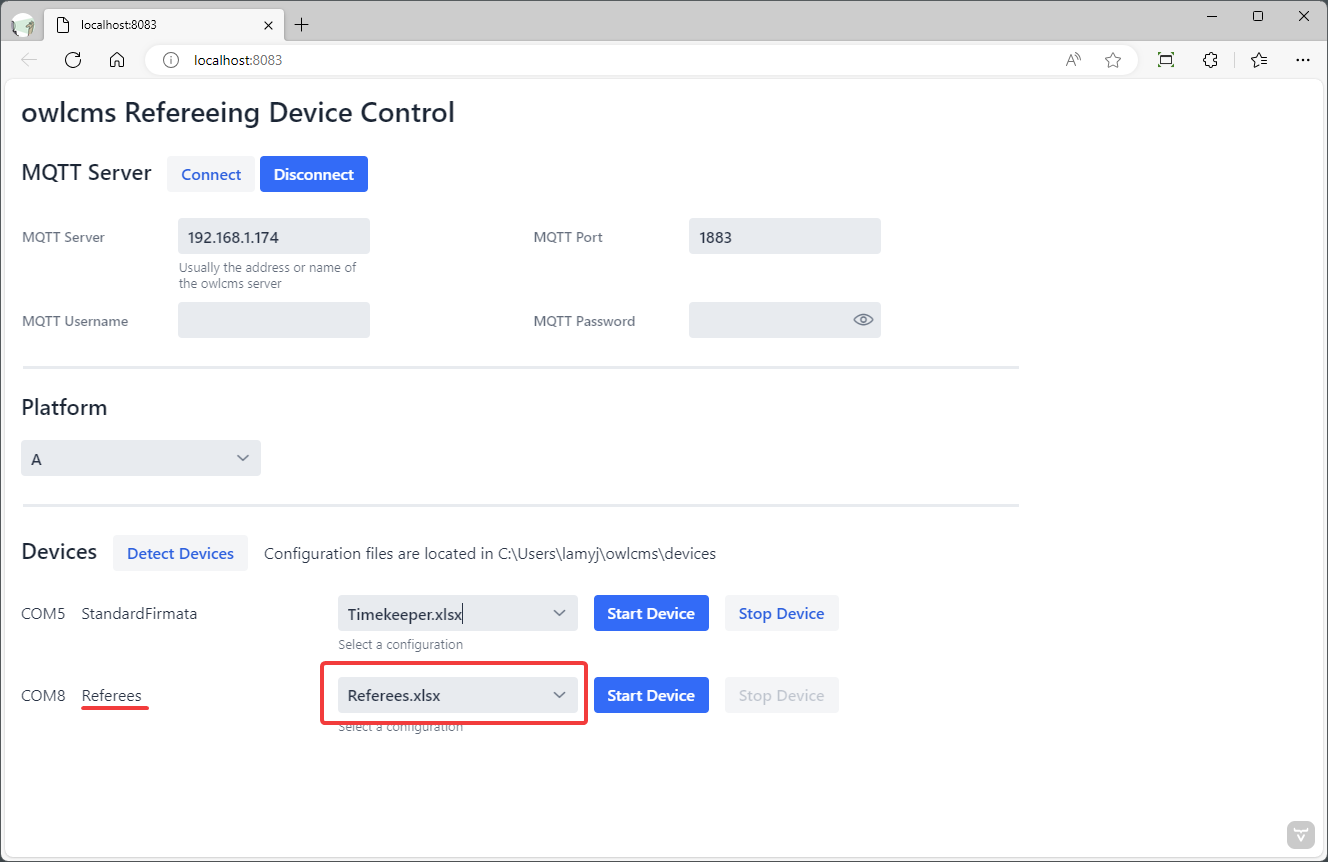 localhost:8083
localhost:8083
owlcms Refereeing Device Control
MQTT Server Connect Disconnect
MQTT Server 192.168.1.174 MQTT Port 1883
Usually the address or name of
the owlcms server
MQTT Username MQTT Password
Platform
A
Devices Detect Devices Configuration files are located in C:\Users\lamyj\owlcms\devices
COM5 StandardFirmata Timekeeper.xlsx Start Device Stop Device
Select a configuration
COM8 Referees Referees.xlsx Start Device Stop Device
Select a configuration